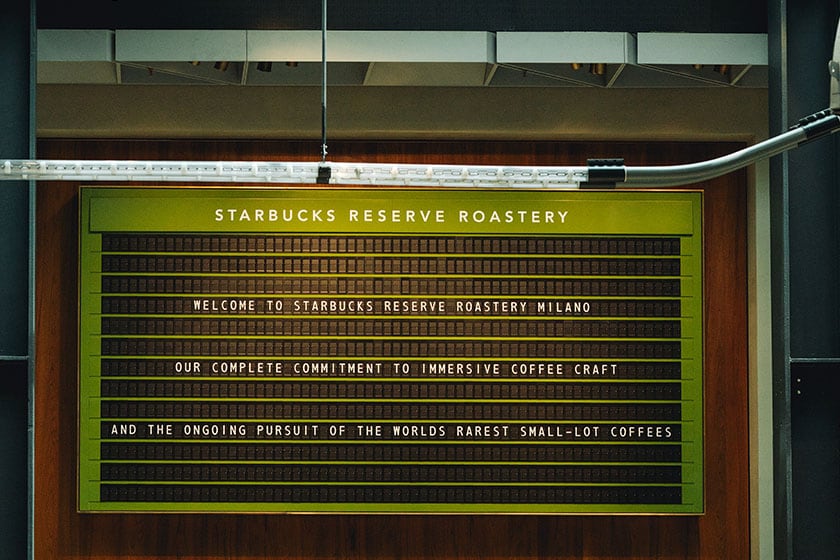 STARBUCKS RESERVE ROASTERY
WELCOME TO STARBUCKS RESERVE ROASTERY MILANO
OUR COMPLETE COMMITMENT TO IMMERSIVE COFFEE CRAFT
AND THE ONGOING PURSUIT OF THE WORLDS RAREST SMALL-LOT COFFEES